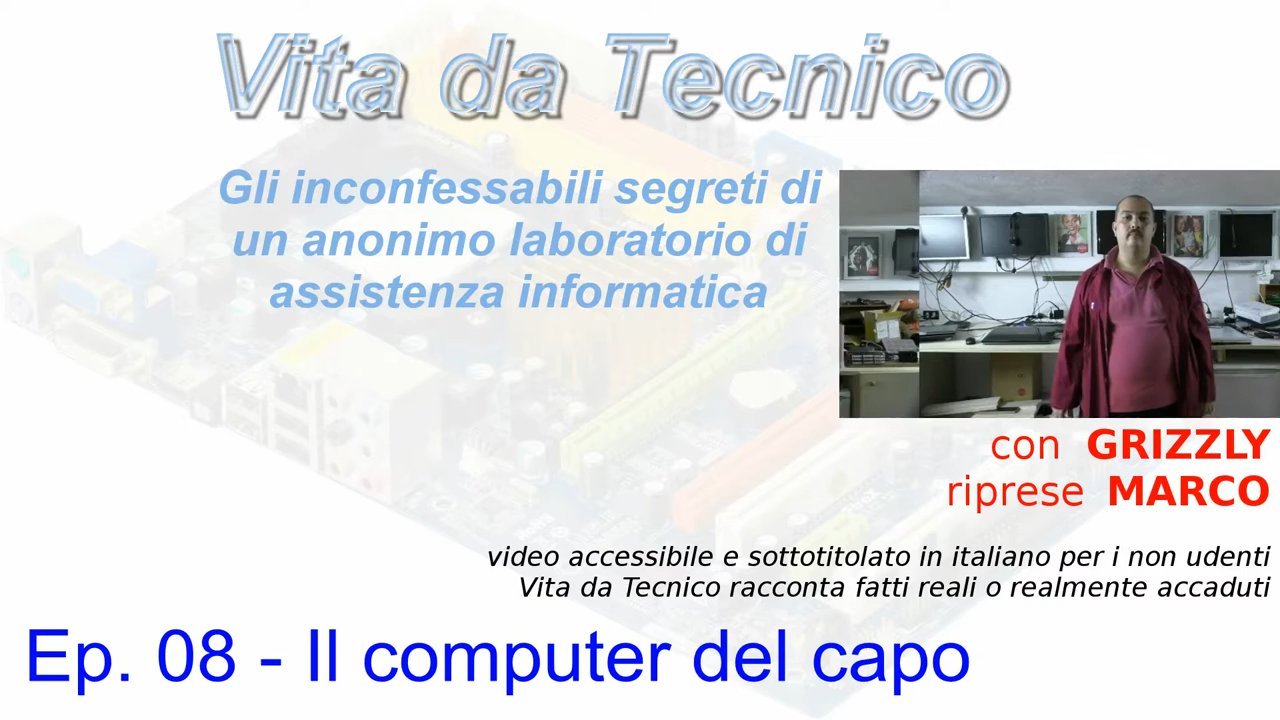 Vita da Tecnico
Gli inconfessabili segreti di
un anonimo laboratorio di
assistenza informatica
con GRIZZLY
riprese MARCO
video accessibile e sottotitolato in italiano per i non udenti
Vita da Tecnico racconta fatti reali o realmente accaduti
Ep. 08 - Il computer del capo